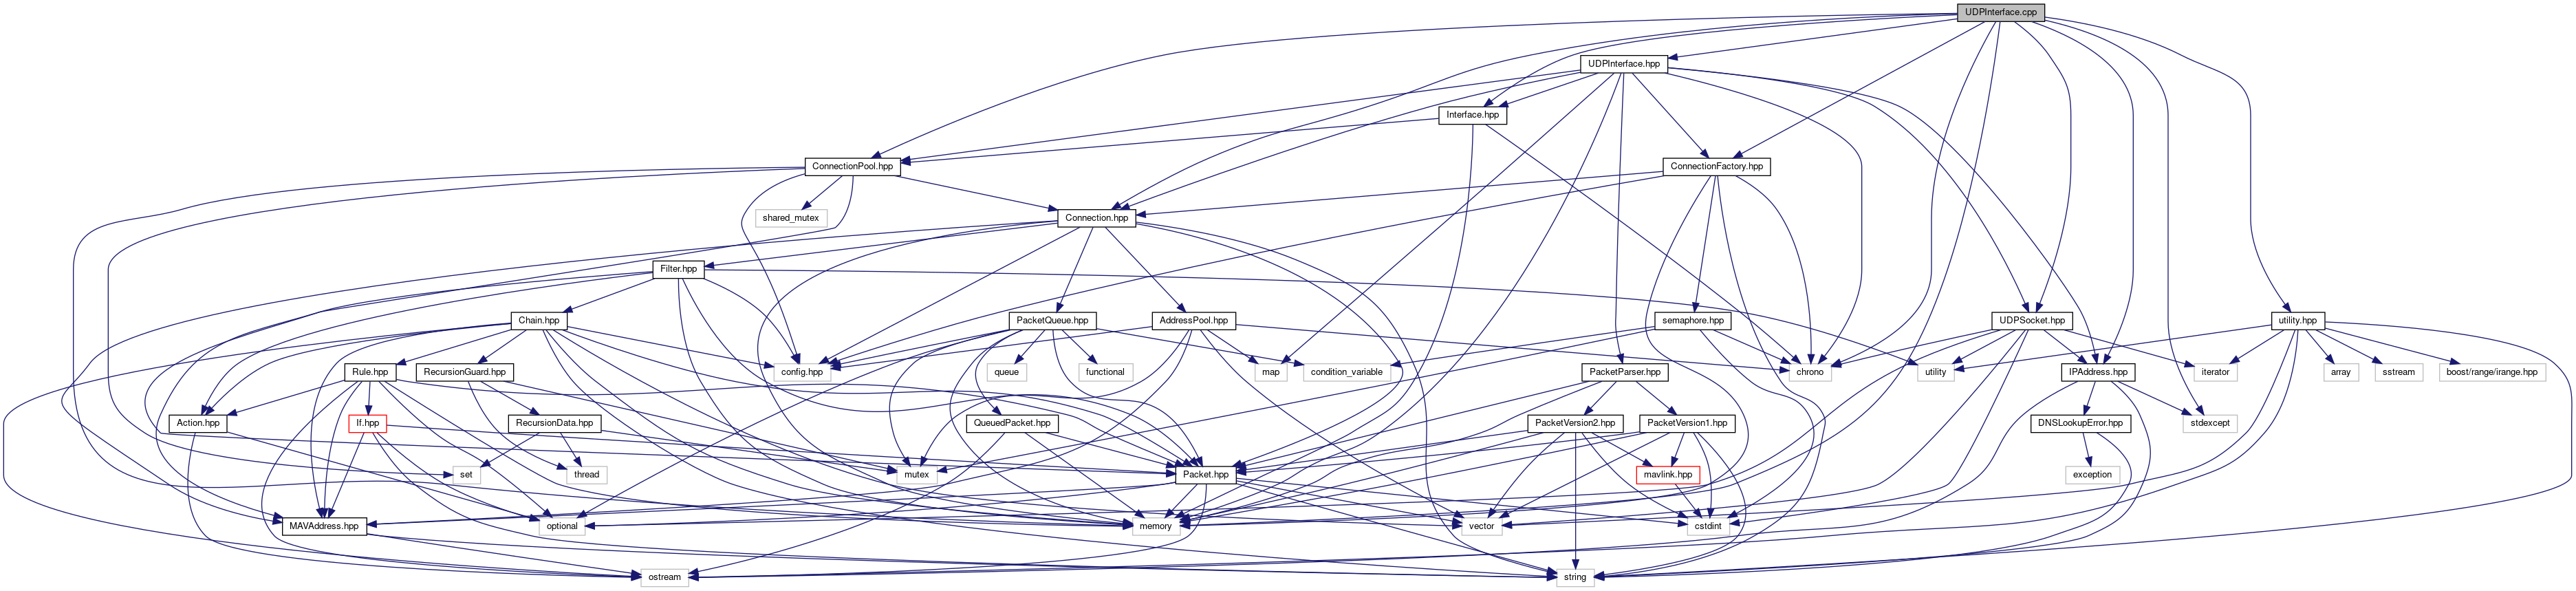 UDPInterface.cpp
UDPInterface.hpp
Interface.hpp
ConnectionPool.hpp
ConnectionFactory.hpp
shared_mutex
Connection.hpp
Filter.hpp
Chain.hpp
PacketQueue.hpp
AddressPool.hpp
semaphore.hpp
UDPSocket.hpp
utility.hpp
Rule.hpp
RecursionGuard.hpp
config.hpp
queue
functional
map
condition_variable
PacketParser.hpp
chrono
utility
IPAddress.hpp
iterator
array
sstream
boost/range/irange.hpp
Action.hpp
If.hpp
RecursionData.hpp
QueuedPacket.hpp
PacketVersion2.hpp
PacketVersion1.hpp
DNSLookupError.hpp
stdexcept
set
thread
mutex
Packet.hpp
mavlink.hpp
exception
MAVAddress.hpp
optional
memory
vector
cstdint
ostream
string